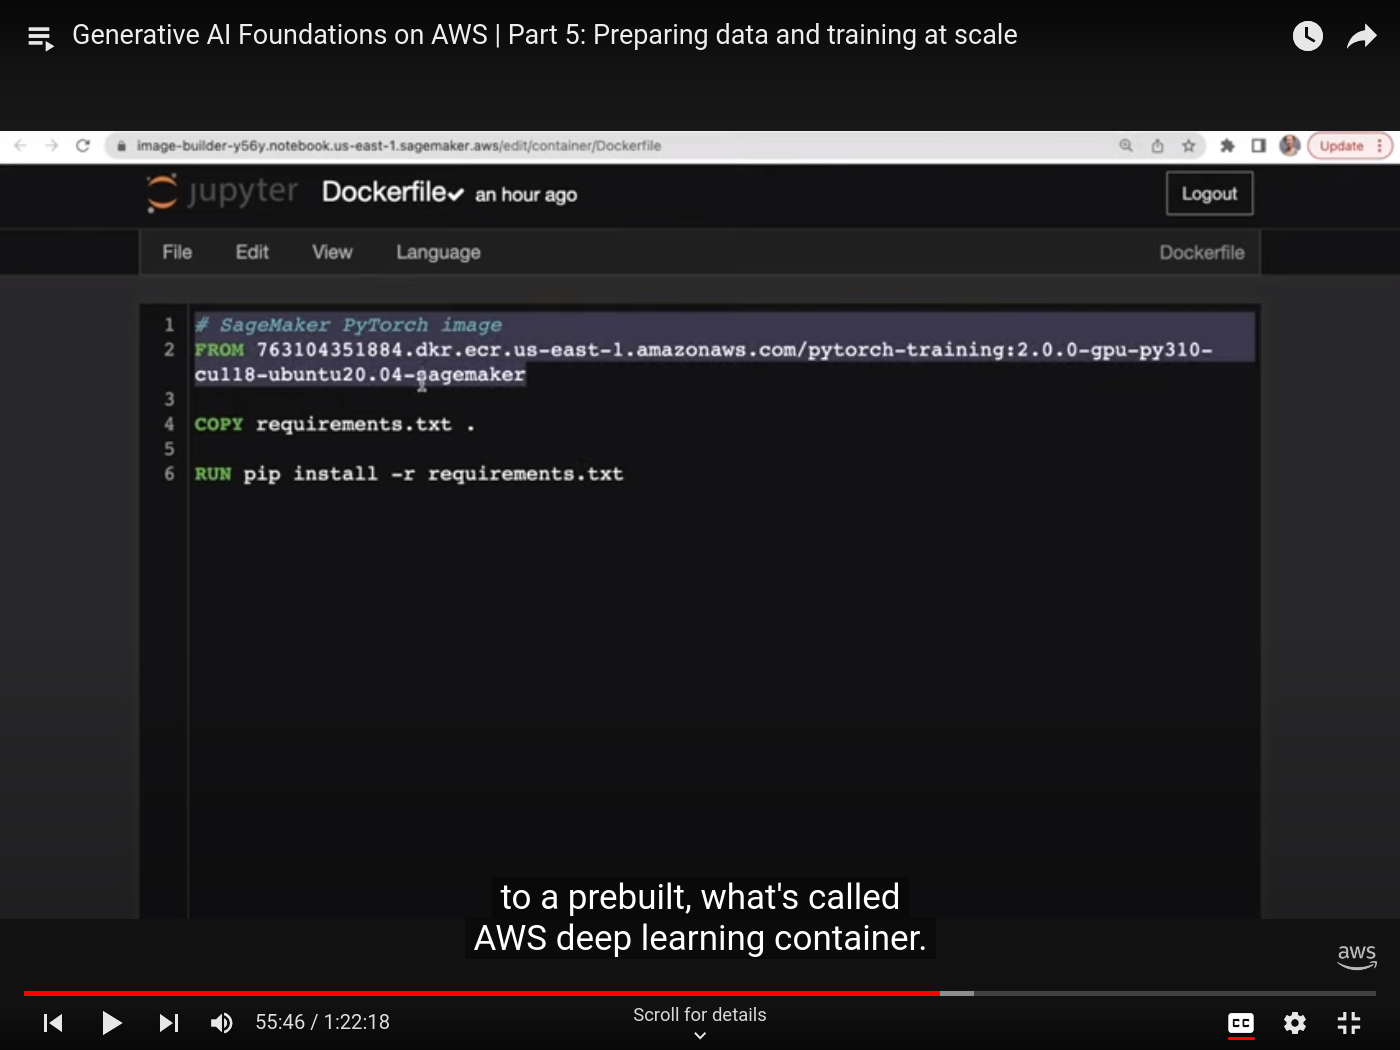 Generative AI Foundations on AWS | Part 5: Preparing data and training at scale
image-builder-y56y.notebook.us-east-1.sagemaker.aws/edit/container/Dockerfile
Update
jupyter Dockerfile an hour ago
Logout
File Edit View Language Dockerfile
1 # SageMaker PyTorch image
2 FROM 763104351884.dkr.ecr.us-east-1.amazonaws.com/pytorch-training:2.0.0-gpu-py310-
cu118-ubuntu20.04-sagemaker
3
4 COPY requirements.txt .
5
6 RUN pip install -r requirements.txt
to a prebuilt, what's called
AWS deep learning container.
aws
55:46 / 1:22:18
Scroll for details
CC